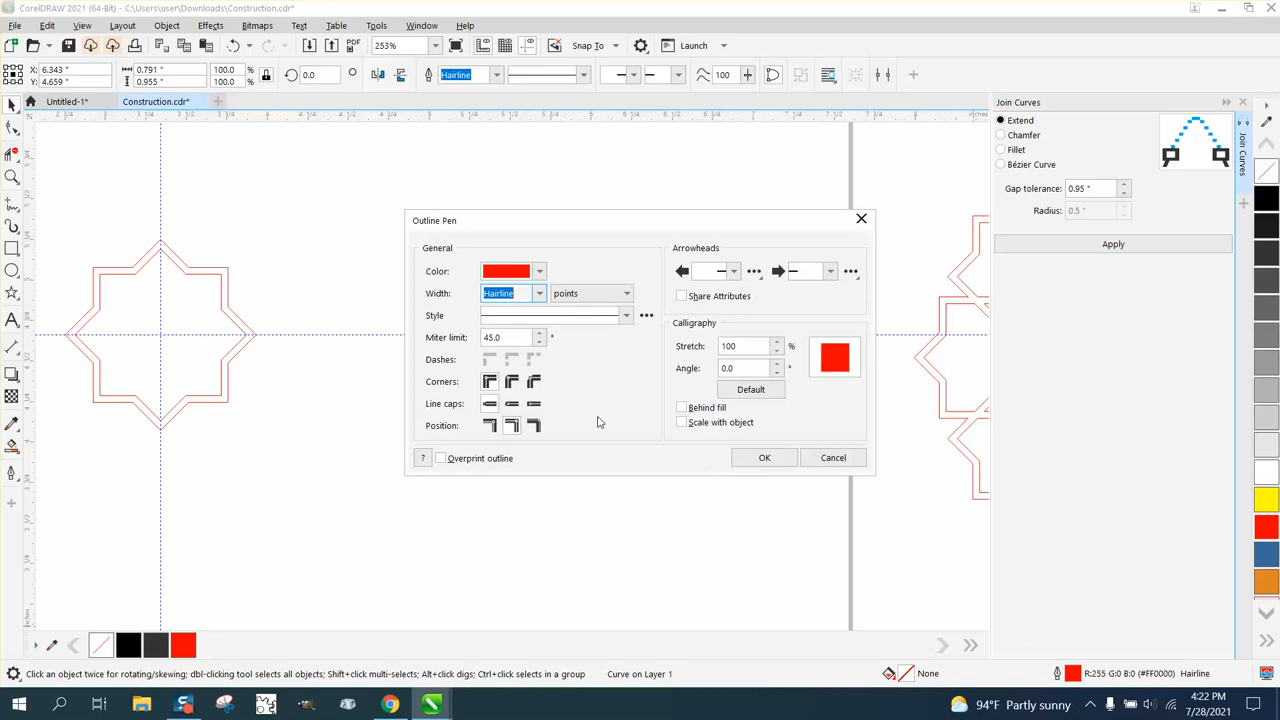 CorelDRAW 2021 (64-Bit) - C:\Users\user\Downloads\Construction.cdr*
File Edit View Layout Object Effects Bitmaps Text Table Tools Window Help
PDF 253% Snap To Launch
X: 6.343 " 0.791 " 100.0 % 0.0 ° Hairline 100
Y: 4.659 " 0.955 " 100.0 %
Untitled-1* Construction.cdr*
Join Curves
Extend
Chamfer
Fillet
Bézier Curve
Gap tolerance: 0.95 "
Radius: 0.5 "
Apply
Join Curves
inches
Outline Pen
General
Color:
Width: Hairline points
Style
Miter limit: 45.0 °
Dashes:
Corners:
Line caps:
Position:
Arrowheads
Share Attributes
Calligraphy
Stretch: 100 %
Angle: 0.0 °
Default
Behind fill
Scale with object
? Overprint outline OK Cancel
Click an object twice for rotating/skewing; dbl-clicking tool selects all objects; Shift+click multi-selects; Alt+click digs; Ctrl+click selects in a group Curve on Layer 1 None R:255 G:0 B:0 (#FF0000) Hairline
94°F Partly sunny 4:22 PM
7/28/2021